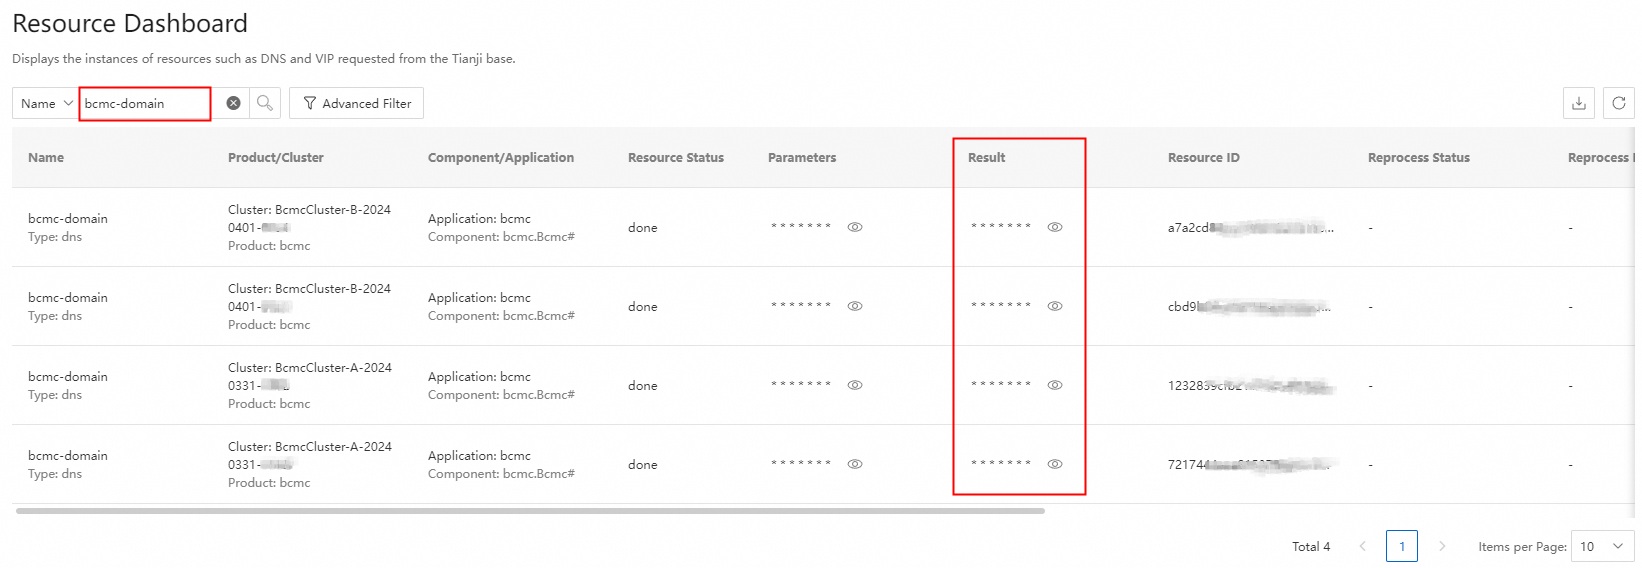 Resource Dashboard
Displays the instances of resources such as DNS and VIP requested from the Tianji base.
Name bcmc-domain Advanced Filter
Name Product/Cluster Component/Application Resource Status Parameters Result Resource ID Reprocess Status Reprocess
bcmc-domain
Type: dns
Cluster: BcmcCluster-B-2024
0401-
Product: bcmc
Application: bcmc
Component: bcmc.Bcmc#
done
* * * * * * *
* * * * * * *
a7a2cd
...
-
-
bcmc-domain
Type: dns
Cluster: BcmcCluster-B-2024
0401-
Product: bcmc
Application: bcmc
Component: bcmc.Bcmc#
done
* * * * * * *
* * * * * * *
cbd9
...
-
-
bcmc-domain
Type: dns
Cluster: BcmcCluster-A-2024
0331-
Product: bcmc
Application: bcmc
Component: bcmc.Bcmc#
done
* * * * * * *
* * * * * * *
123283
-
-
bcmc-domain
Type: dns
Cluster: BcmcCluster-A-2024
0331-
Product: bcmc
Application: bcmc
Component: bcmc.Bcmc#
done
* * * * * * *
* * * * * * *
72174
-
-
Total 4 1 Items per Page: 10